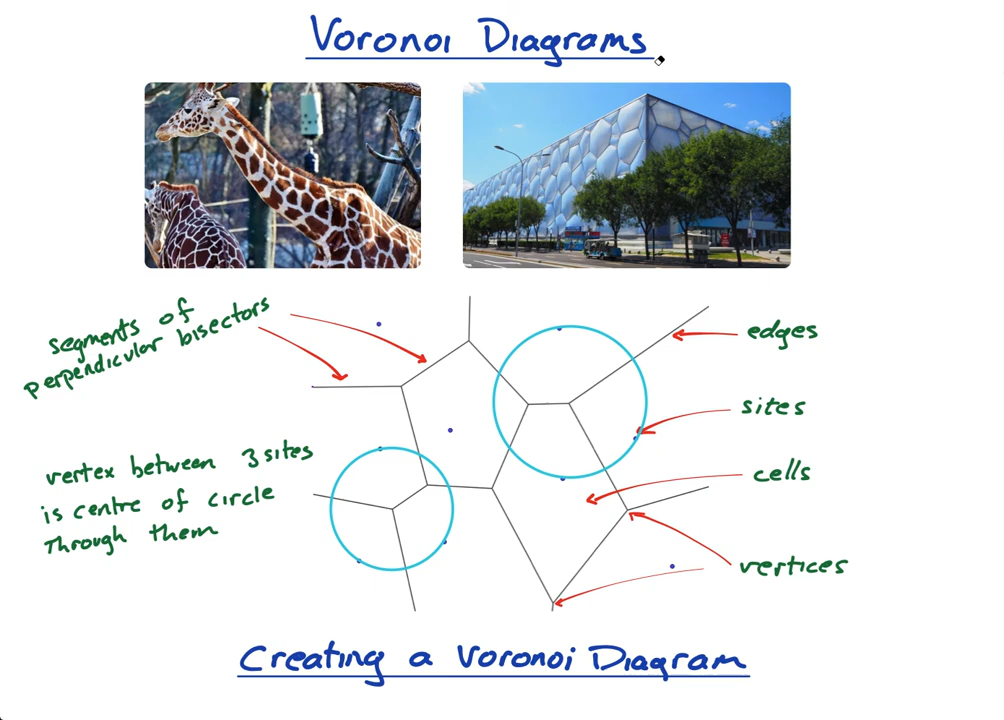 Voronoi Diagrams
segments of
perpendicular bisectors
edges
sites
cells
vertices
vertex between 3 sites
is centre of circle
through them
Creating a Voronoi Diagram